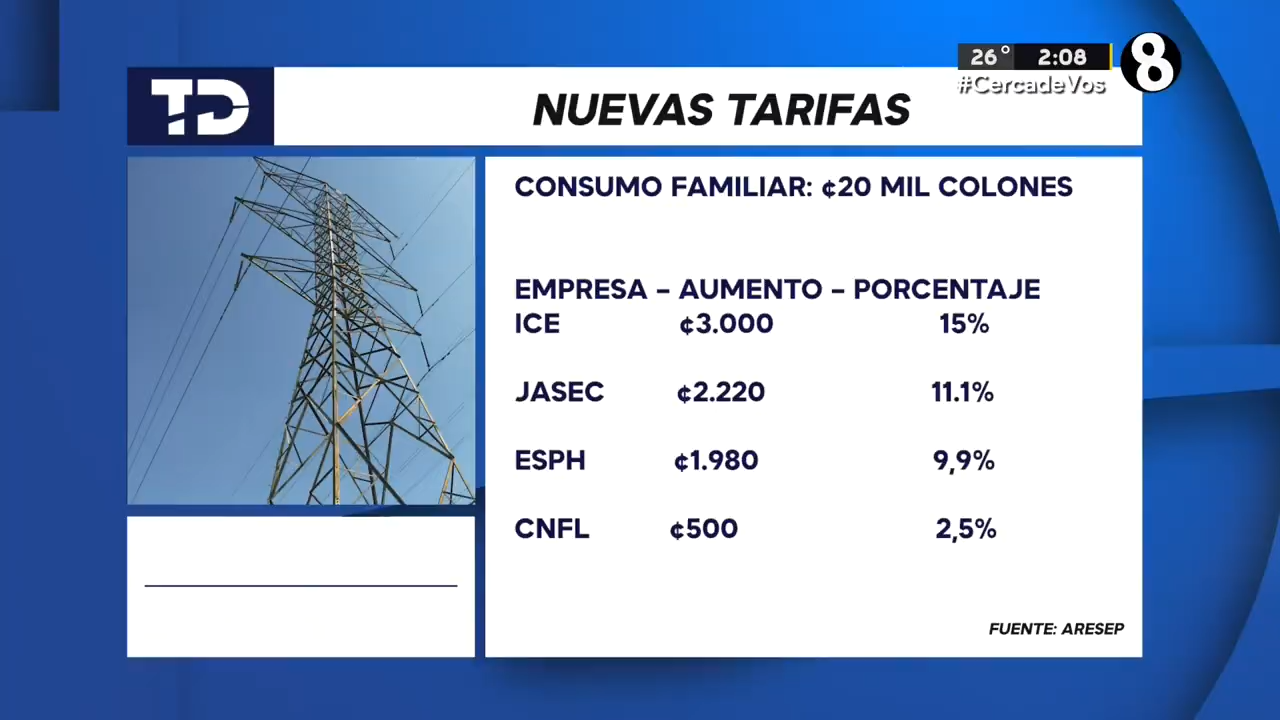 26° 2:08
8
#CercadeVos
TD
NUEVAS TARIFAS
CONSUMO FAMILIAR: ¢20 MIL COLONES
EMPRESA – AUMENTO – PORCENTAJE
ICE ¢3.000 15%
JASEC ¢2.220 11.1%
ESPH ¢1.980 9,9%
CNFL ¢500 2,5%
FUENTE: ARESEP